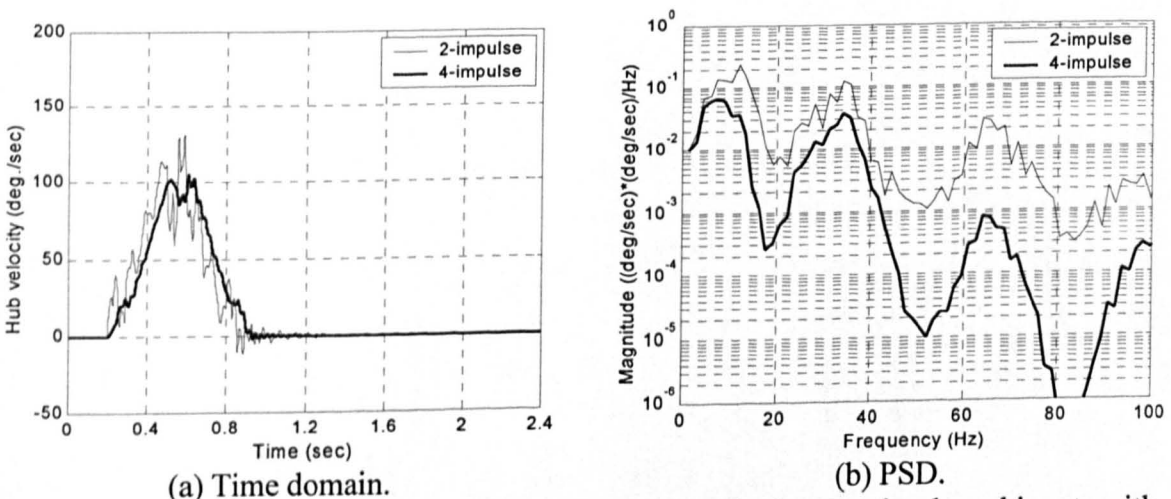 200
150
100
50
0
-50
0
0.4
0.8
1.2
1.6
2
2.4
Hub velocity (deg./sec)
Time (sec)
2-impulse
4-impulse
(a) Time domain.
10^0
10^-1
10^-2
10^-3
10^-4
10^-5
10^-6
0
20
40
60
80
100
Magnitude ((deg/sec)*(deg/sec)/Hz)
Frequency (Hz)
2-impulse
4-impulse
(b) PSD.
with